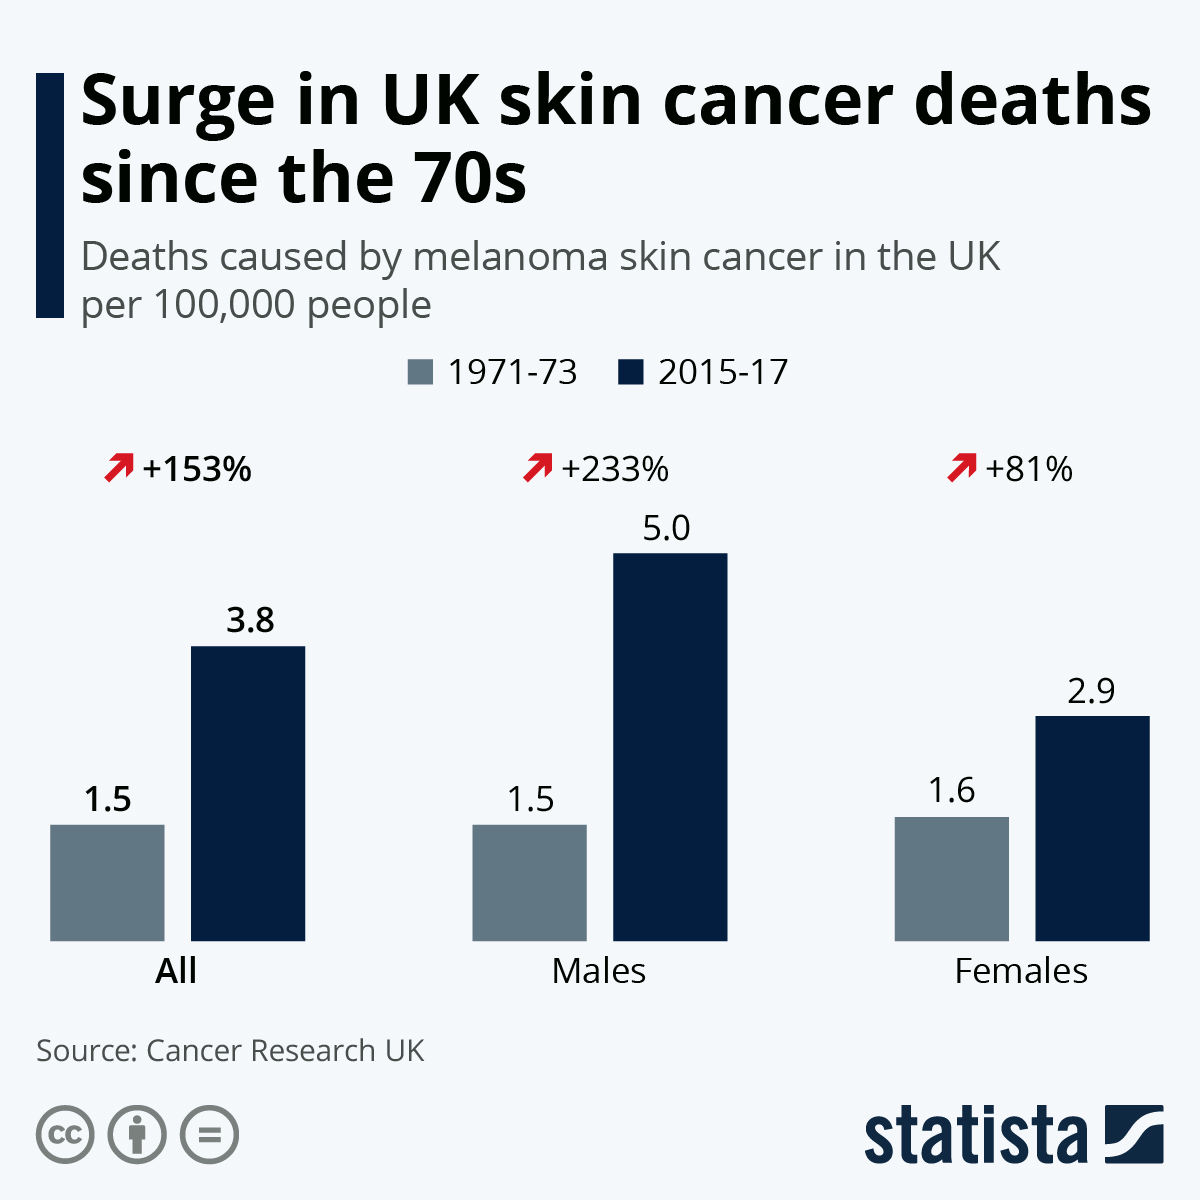 Surge in UK skin cancer deaths
since the 70s
Deaths caused by melanoma skin cancer in the UK
per 100,000 people
1971-73 2015-17
+153% +233% +81%
5.0
3.8
2.9
1.5 1.5 1.6
All Males Females
Source: Cancer Research UK
cc =
statista